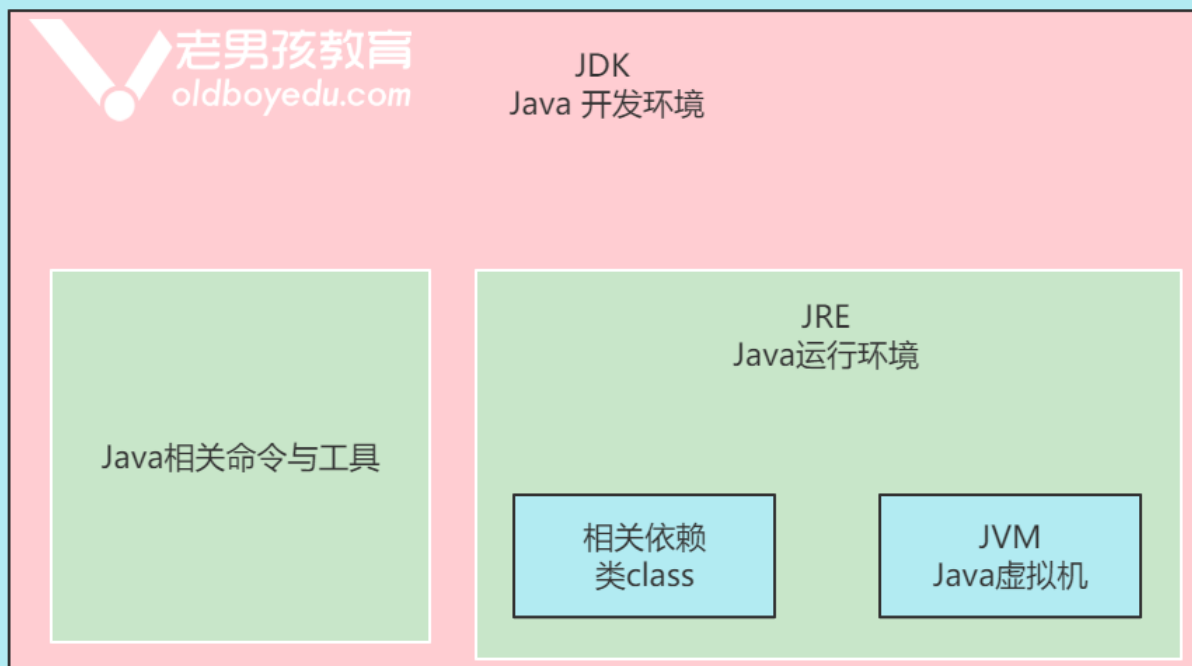 老男孩教育
oldboyedu.com
JDK
Java 开发环境
Java相关命令与工具
JRE
Java运行环境
相关依赖
类class
JVM
Java虚拟机